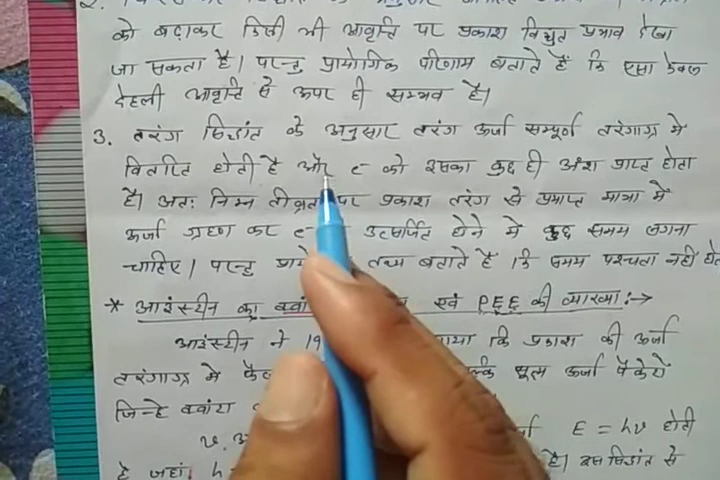 को बढ़ाकर किसी भी आवृत्ति पर प्रकाश विद्युत प्रभाव देखा
जा सकता है। परन्तु प्रायोगिक परिणाम बताते हैं कि एसा केवल
देहली आवृत्ति से ऊपर ही सम्भव है।
3. तरंग सिद्धांत के अनुसार तरंग ऊर्जा सम्पूर्ण तरंगाग्र में
वितरित होती है और e- को इसका कुछ ही अंश प्राप्त होता
है। अतः निम्न तीव्रता पर प्रकाश तरंग से प्रयाप्त मात्रा में
ऊर्जा ग्रहण कर e- उत्सर्जित होने में कुछ समय लगना
चाहिए। परन्तु तथ्य बताते हैं कि समय पश्चता नहीं
* आइंस्टीन का क्वां एवं PEE की व्याख्या :→
आइंस्टीन ने 19 कि प्रकाश की ऊर्जा
तरंगाग्र में ऊर्जा पैकेटों
जिन्हे क्वांटा
E = hν होती
है जहां h है। इस सिद्धांत से